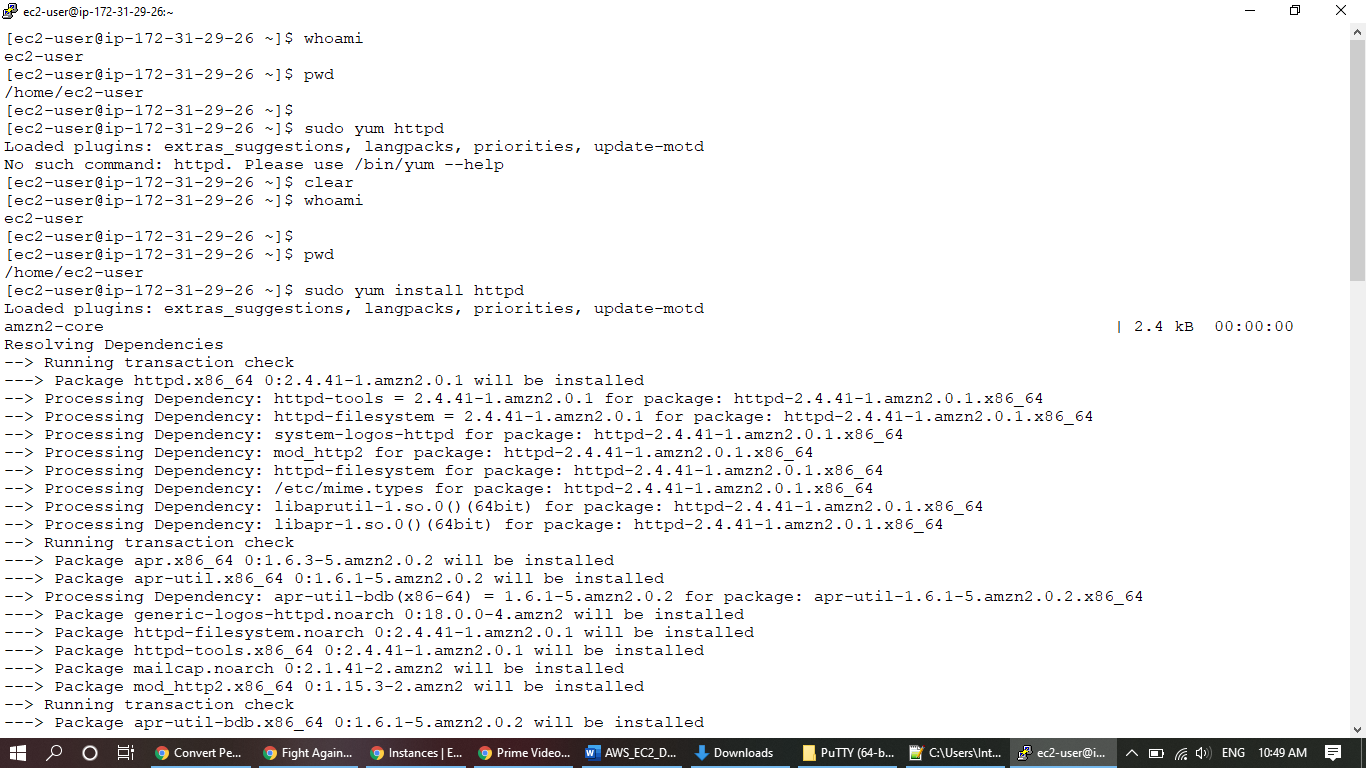 ec2-user@ip-172-31-29-26:~
[ec2-user@ip-172-31-29-26 ~]$ whoami
ec2-user
[ec2-user@ip-172-31-29-26 ~]$ pwd
/home/ec2-user
[ec2-user@ip-172-31-29-26 ~]$
[ec2-user@ip-172-31-29-26 ~]$ sudo yum httpd
Loaded plugins: extras_suggestions, langpacks, priorities, update-motd
No such command: httpd. Please use /bin/yum --help
[ec2-user@ip-172-31-29-26 ~]$ clear
[ec2-user@ip-172-31-29-26 ~]$ whoami
ec2-user
[ec2-user@ip-172-31-29-26 ~]$
[ec2-user@ip-172-31-29-26 ~]$ pwd
/home/ec2-user
[ec2-user@ip-172-31-29-26 ~]$ sudo yum install httpd
Loaded plugins: extras_suggestions, langpacks, priorities, update-motd
amzn2-core | 2.4 kB 00:00:00
Resolving Dependencies
--> Running transaction check
---> Package httpd.x86_64 0:2.4.41-1.amzn2.0.1 will be installed
--> Processing Dependency: httpd-tools = 2.4.41-1.amzn2.0.1 for package: httpd-2.4.41-1.amzn2.0.1.x86_64
--> Processing Dependency: httpd-filesystem = 2.4.41-1.amzn2.0.1 for package: httpd-2.4.41-1.amzn2.0.1.x86_64
--> Processing Dependency: system-logos-httpd for package: httpd-2.4.41-1.amzn2.0.1.x86_64
--> Processing Dependency: mod_http2 for package: httpd-2.4.41-1.amzn2.0.1.x86_64
--> Processing Dependency: httpd-filesystem for package: httpd-2.4.41-1.amzn2.0.1.x86_64
--> Processing Dependency: /etc/mime.types for package: httpd-2.4.41-1.amzn2.0.1.x86_64
--> Processing Dependency: libaprutil-1.so.0()(64bit) for package: httpd-2.4.41-1.amzn2.0.1.x86_64
--> Processing Dependency: libapr-1.so.0()(64bit) for package: httpd-2.4.41-1.amzn2.0.1.x86_64
--> Running transaction check
---> Package apr.x86_64 0:1.6.3-5.amzn2.0.2 will be installed
---> Package apr-util.x86_64 0:1.6.1-5.amzn2.0.2 will be installed
--> Processing Dependency: apr-util-bdb(x86-64) = 1.6.1-5.amzn2.0.2 for package: apr-util-1.6.1-5.amzn2.0.2.x86_64
---> Package generic-logos-httpd.noarch 0:18.0.0-4.amzn2 will be installed
---> Package httpd-filesystem.noarch 0:2.4.41-1.amzn2.0.1 will be installed
---> Package httpd-tools.x86_64 0:2.4.41-1.amzn2.0.1 will be installed
---> Package mailcap.noarch 0:2.1.41-2.amzn2 will be installed
---> Package mod_http2.x86_64 0:1.15.3-2.amzn2 will be installed
--> Running transaction check
---> Package apr-util-bdb.x86_64 0:1.6.1-5.amzn2.0.2 will be installed
Convert Pe... Fight Again... Instances | E... Prime Video... AWS_EC2_D... Downloads PuTTY (64-b... C:\Users\Int... ec2-user@i... ENG 10:49 AM